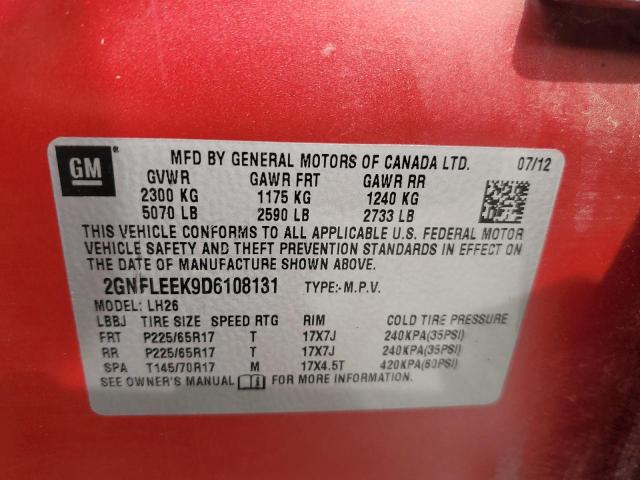 GM ® MFD BY GENERAL MOTORS OF CANADA LTD. 07/12
GVWR GAWR FRT GAWR RR
2300 KG 1175 KG 1240 KG
5070 LB 2590 LB 2733 LB
THIS VEHICLE CONFORMS TO ALL APPLICABLE U.S. FEDERAL MOTOR
VEHICLE SAFETY AND THEFT PREVENTION STANDARDS IN EFFECT ON
THE DATE OF MANUFACTURE SHOWN ABOVE.
2GNFLEEK9D6108131 TYPE:-M.P.V.
MODEL: LH26
LBBJ TIRE SIZE SPEED RTG RIM COLD TIRE PRESSURE
FRT P225/65R17 T 17X7J 240KPA(35PSI)
RR P225/65R17 T 17X7J 240KPA(35PSI)
SPA T145/70R17 M 17X4.5T 420KPA(60PSI)
SEE OWNER'S MANUAL FOR MORE INFORMATION.